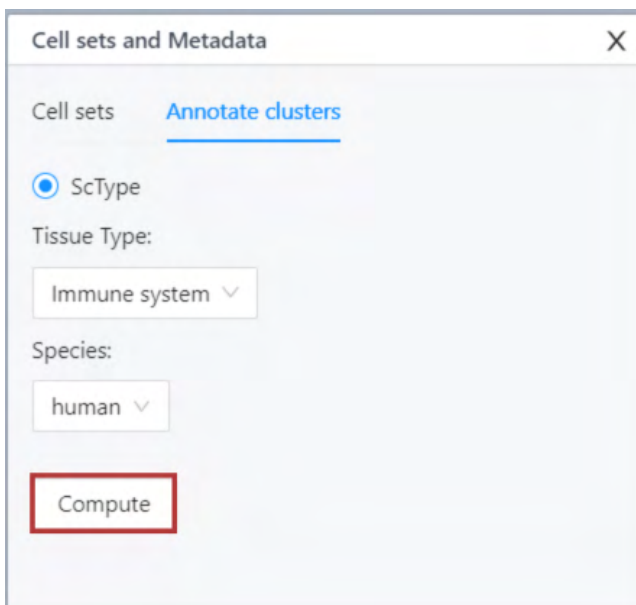 Cell sets and Metadata X
Cell sets Annotate clusters
ScType
Tissue Type:
Immune system
Species:
human
Compute